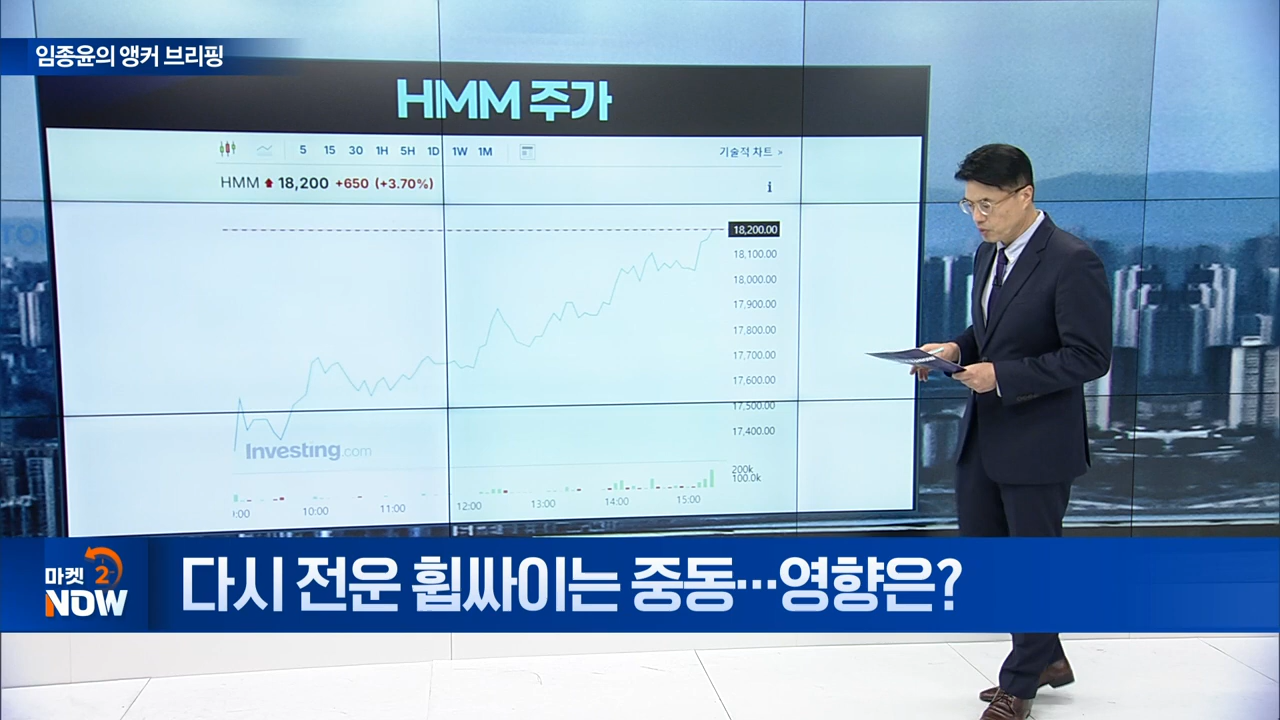 임종윤의 앵커 브리핑
HMM 주가
5 15 30 1H 5H 1D 1W 1M
기술적 차트 >
HMM 18,200 +650 (+3.70%)
i
18,200.00
18,100.00
18,000.00
17,900.00
17,800.00
17,700.00
17,600.00
17,500.00
17,400.00
Investing.com
200k
100.0k
10:00 11:00 12:00 13:00 14:00 15:00
마켓 2
NOW
다시 전운 휩싸이는 중동…영향은?